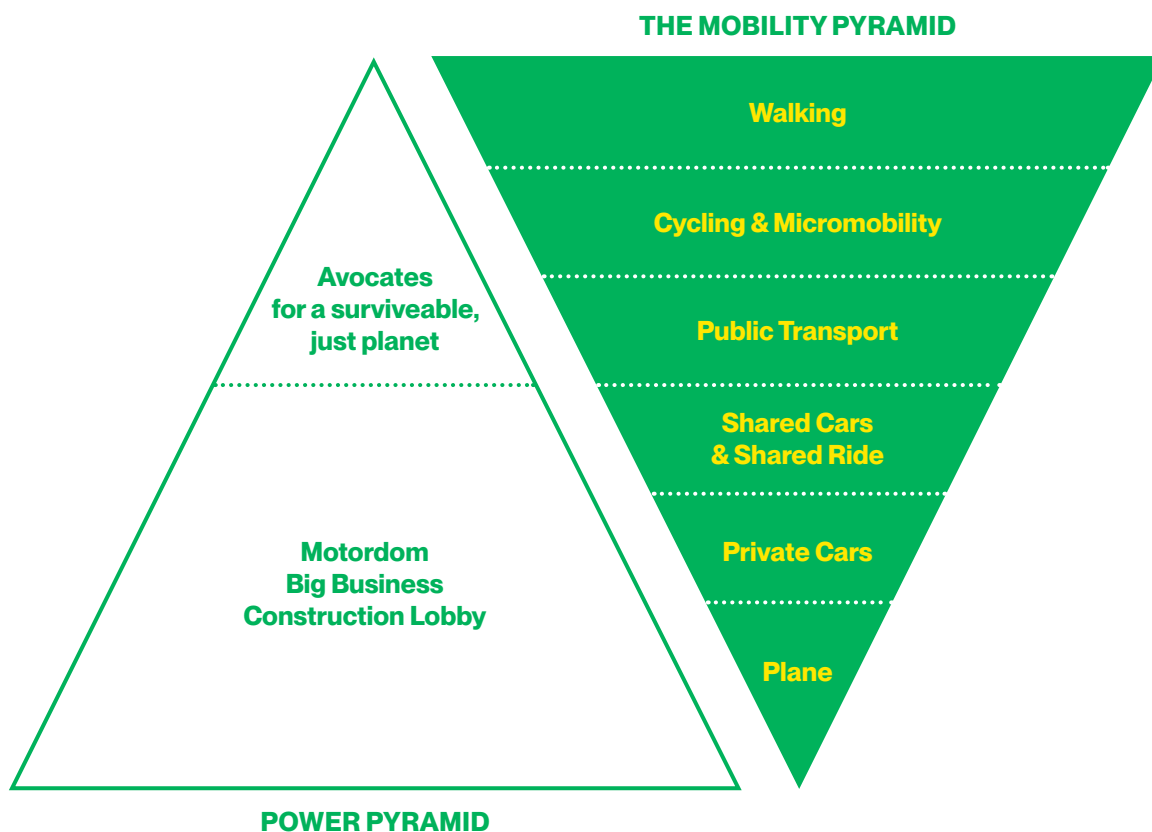 THE MOBILITY PYRAMID
Walking
Cycling & Micromobility
Public Transport
Shared Cars
& Shared Ride
Private Cars
Plane
Avocates
for a surviveable,
just planet
Motordom
Big Business
Construction Lobby
POWER PYRAMID